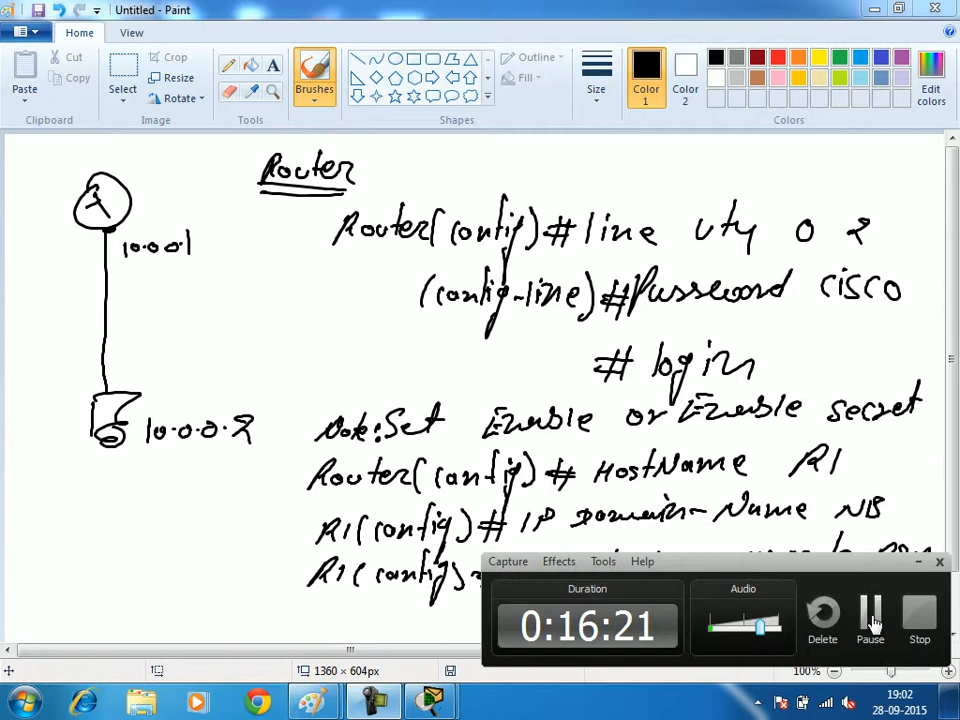 Untitled - Paint
Home
View
Paste
Cut
Copy
Clipboard
Select
Crop
Resize
Rotate
Image
Tools
Brushes
Shapes
Outline
Fill
Size
Color 1
Color 2
Edit colors
Colors
Router
10.0.0.1
Router(config)#line vty 0 2
(config-line)#Password cisco
# login
10.0.0.2
Note:Set Enable or Enable secret
Router(config)# HostName R1
R1(config)# IP Domain-Name NB
R1(config)
Capture
Effects
Tools
Help
Duration
0:16:21
Audio
Delete
Pause
Stop
1360 × 604px
100%
19:02
28-09-2015